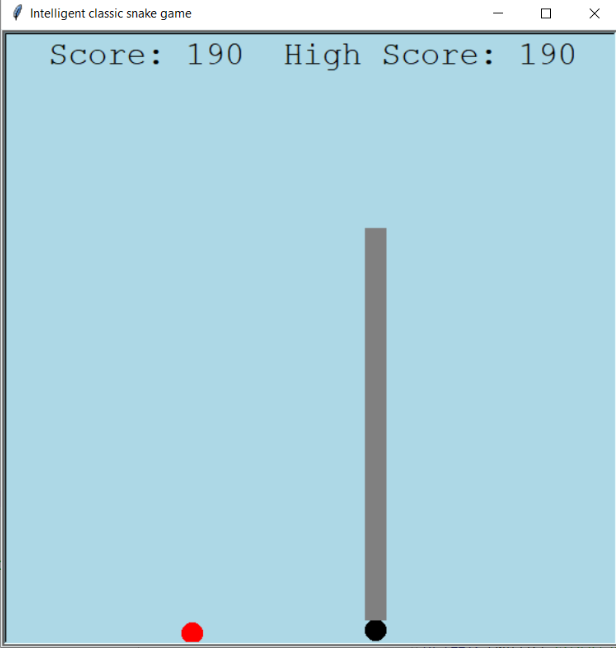 Intelligent classic snake game
Score: 190  High Score: 190